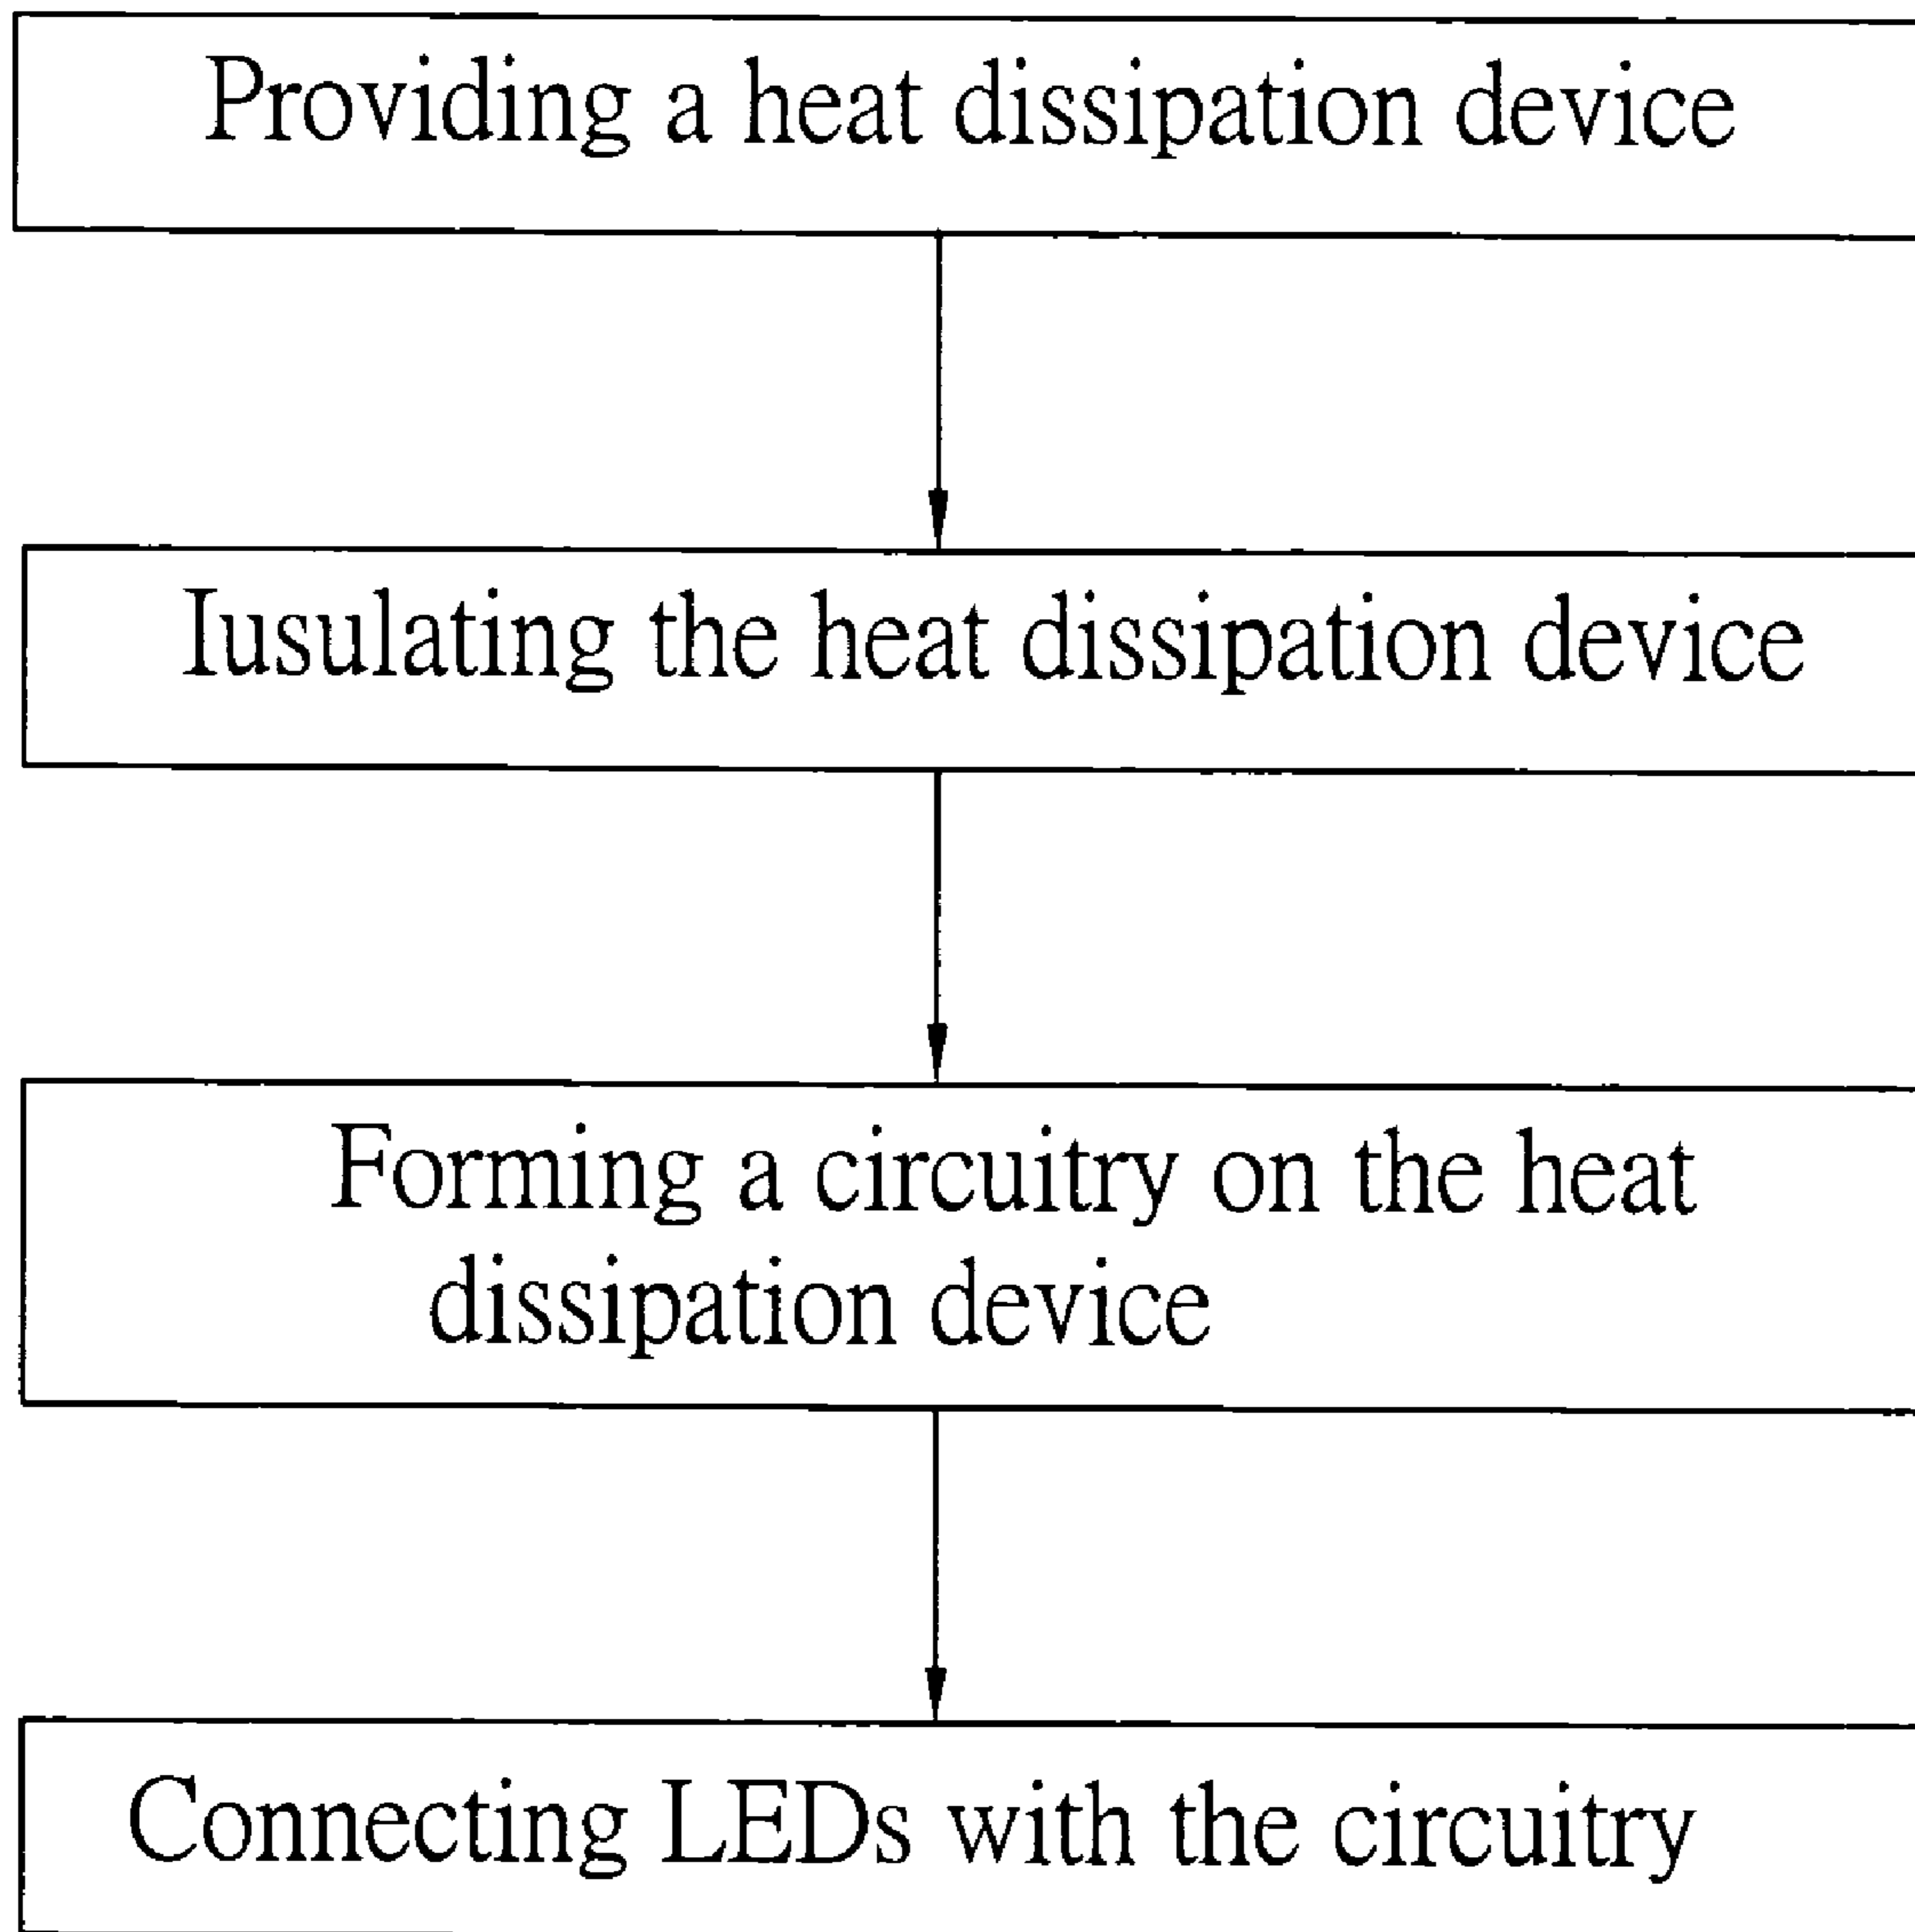 Providing a heat dissipation device
Iusulating the heat dissipation device
Forming a circuitry on the heat
dissipation device
Connecting LEDs with the circuitry